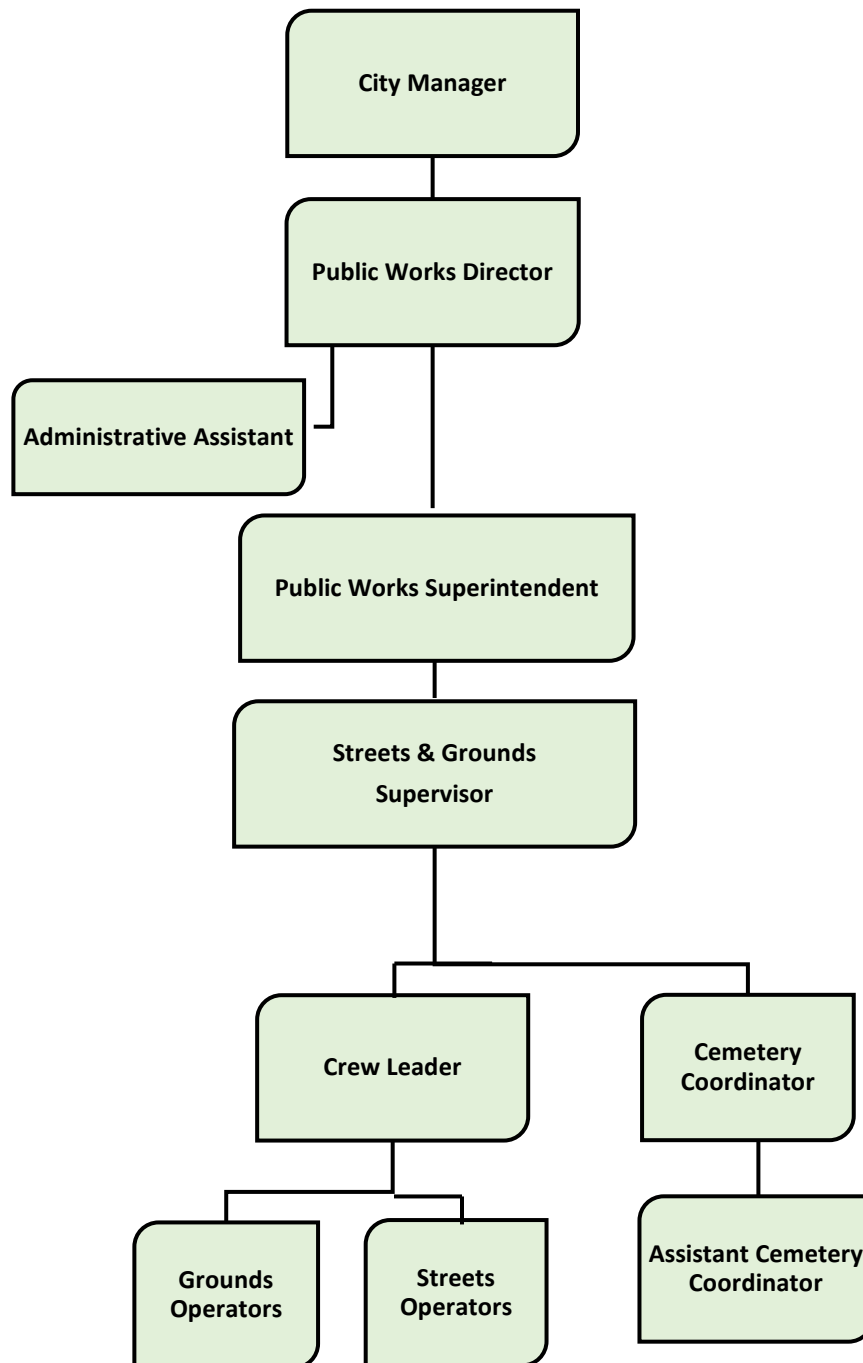 City Manager
Public Works Director
Administrative Assistant
Public Works Superintendent
Streets & Grounds
Supervisor
Crew Leader
Cemetery
Coordinator
Grounds
Operators
Streets
Operators
Assistant Cemetery
Coordinator